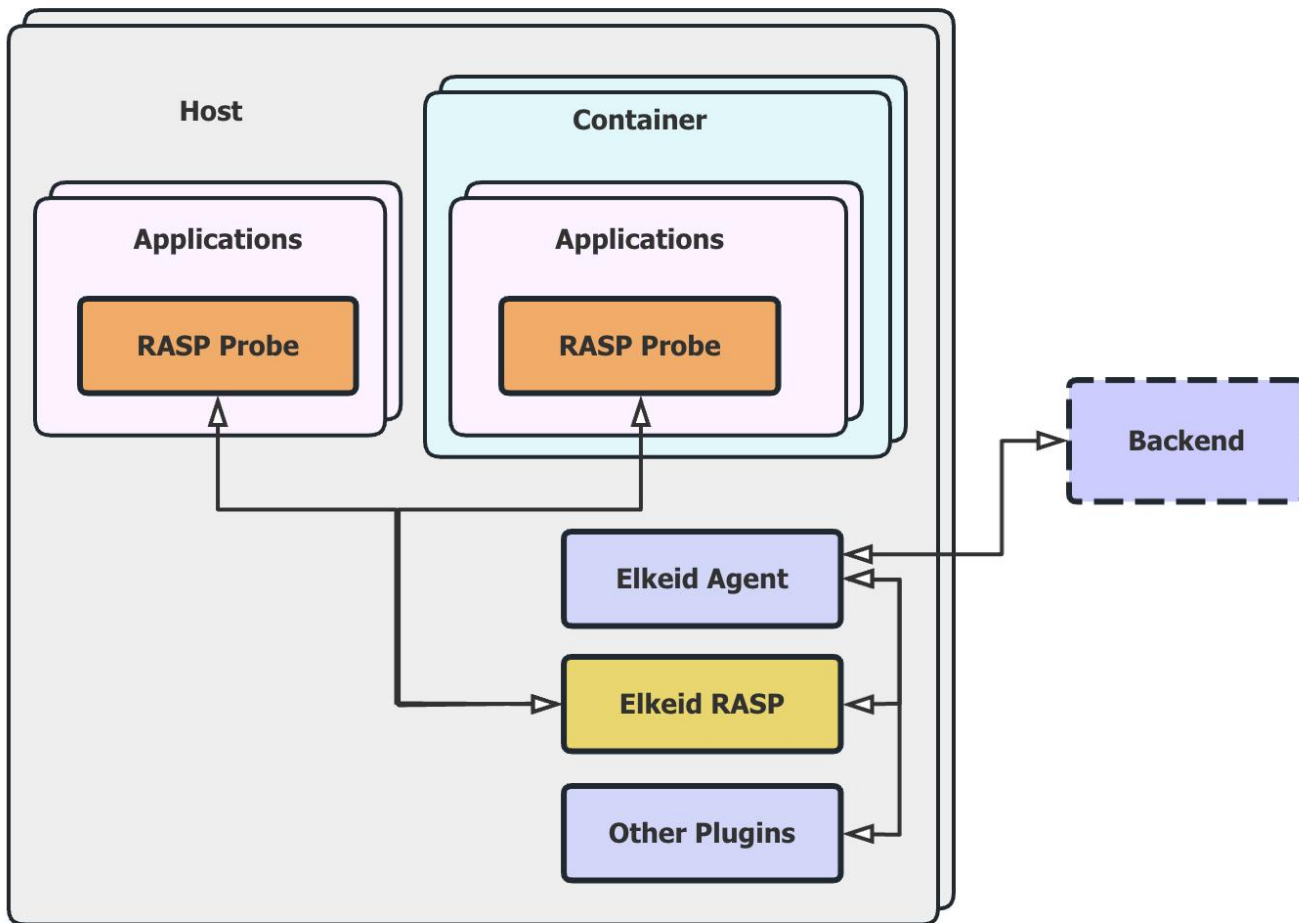 Host
Container
Applications
Applications
RASP Probe
RASP Probe
Backend
Elkeid Agent
Elkeid RASP
Other Plugins